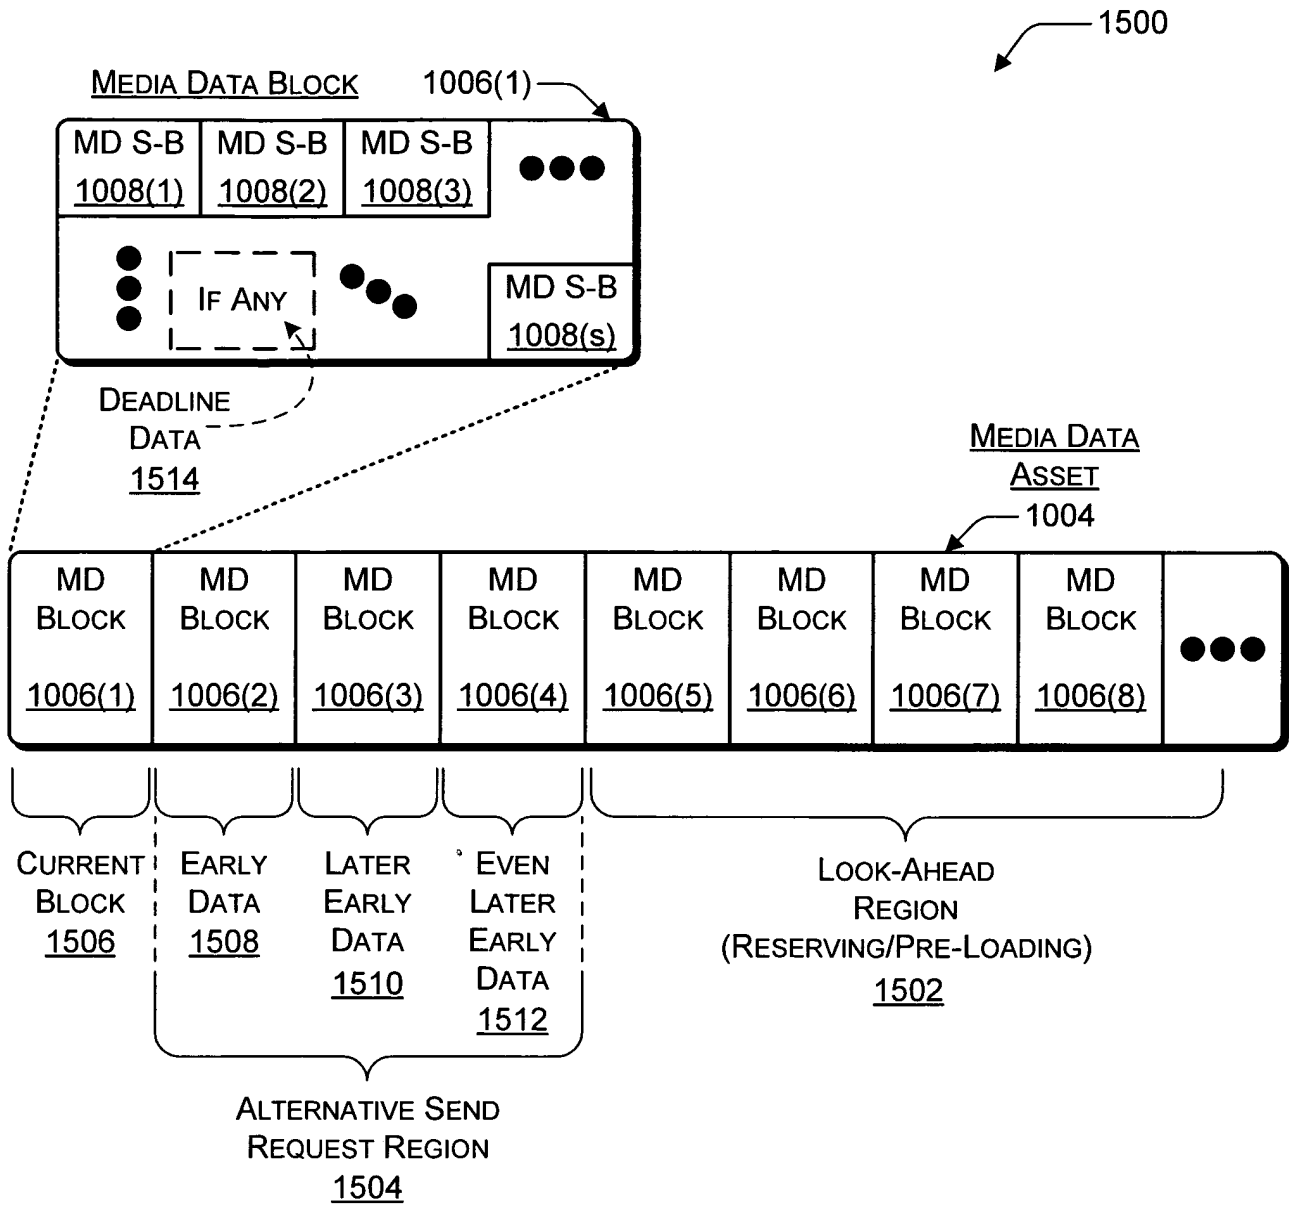 1500
MEDIA DATA BLOCK
1006(1)
MD S-B
1008(1)
MD S-B
1008(2)
MD S-B
1008(3)
IF ANY
MD S-B
1008(s)
DEADLINE
DATA
1514
MEDIA DATA
ASSET
1004
MD
BLOCK
1006(1)
MD
BLOCK
1006(2)
MD
BLOCK
1006(3)
MD
BLOCK
1006(4)
MD
BLOCK
1006(5)
MD
BLOCK
1006(6)
MD
BLOCK
1006(7)
MD
BLOCK
1006(8)
CURRENT
BLOCK
1506
EARLY
DATA
1508
LATER
EARLY
DATA
1510
EVEN
LATER
EARLY
DATA
1512
LOOK-AHEAD
REGION
(RESERVING/PRE-LOADING)
1502
ALTERNATIVE SEND
REQUEST REGION
1504